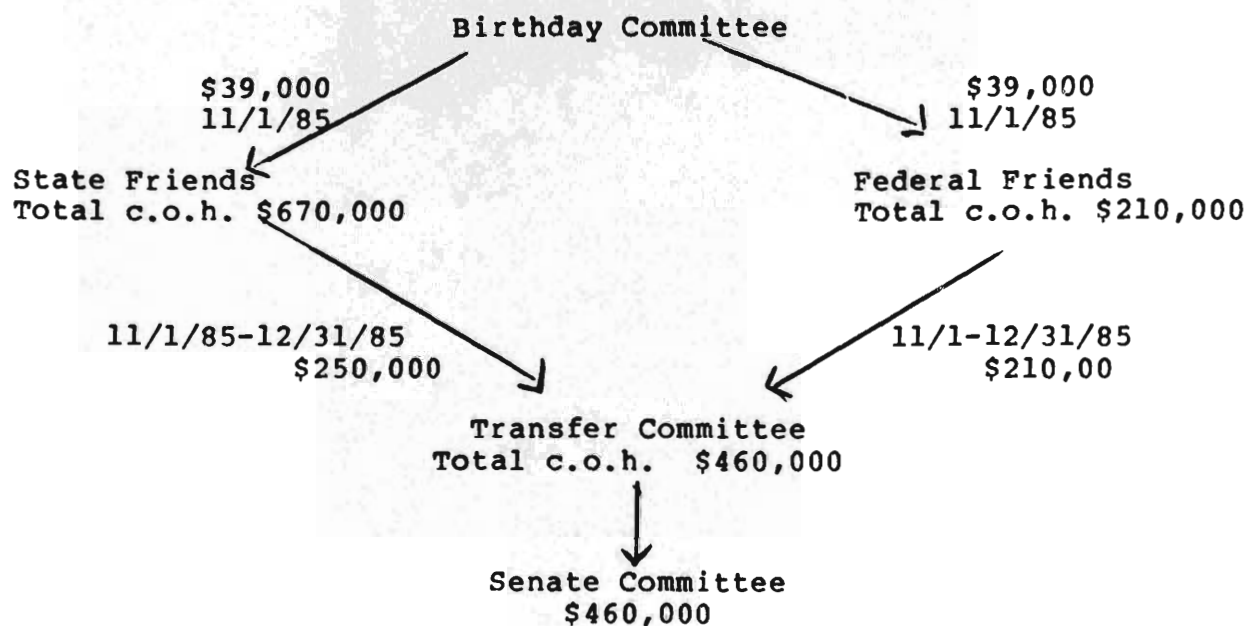 Birthday Committee
$39,000
11/1/85
$39,000
11/1/85
State Friends
Total c.o.h. $670,000
Federal Friends
Total c.o.h. $210,000
11/1/85-12/31/85
$250,000
11/1-12/31/85
$210,00
Transfer Committee
Total c.o.h. $460,000
Senate Committee
$460,000